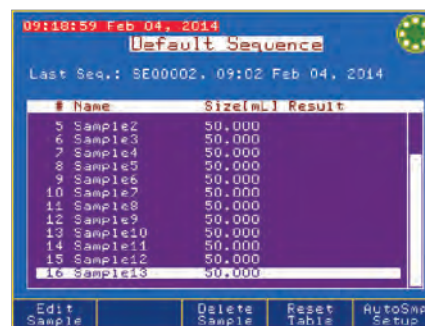 09:18:59 Feb 04, 2014
Default Sequence
Last Seq.: SE00002. 09:02 Feb 04, 2014
# Name Size[mL] Result
5 Sample2 50.000
6 Sample3 50.000
7 Sample4 50.000
8 Sample5 50.000
9 Sample6 50.000
10 Sample7 50.000
11 Sample8 50.000
12 Sample9 50.000
13 Sample10 50.000
14 Sample11 50.000
15 Sample12 50.000
16 Sample13 50.000
Edit Delete Reset AutoSmp
Sample Sample Table Setup